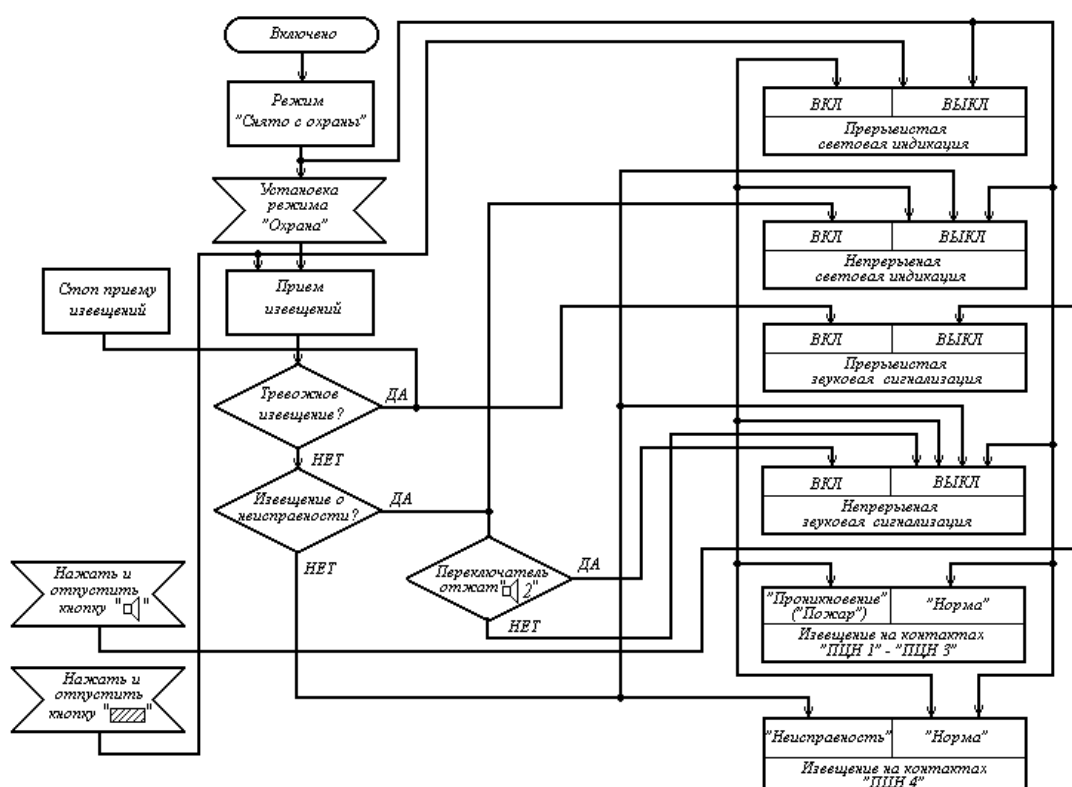 Включено
Режим
"Снято с охраны"
Установка
режима
"Охрана"
Стоп приему
извещений
Прием
извещений
Тревожное
извещение?
ДА
НЕТ
Извещение о
неисправности?
ДА
НЕТ
Переключатель
отжат " 2"
ДА
НЕТ
Нажать и
отпустить
кнопку " "
Нажать и
отпустить
кнопку " "
ВКЛ ВЫКЛ
Прерывистая
световая индикация
ВКЛ ВЫКЛ
Непрерывная
световая индикация
ВКЛ ВЫКЛ
Прерывистая
звуковая сигнализация
ВКЛ ВЫКЛ
Непрерывная
звуковая сигнализация
"Проникновение" "Норма"
("Пожар")
Извещение на контактах
"ПЦН 1" - "ПЦН 3"
"Неисправность" "Норма"
Извещение на контактах
"ПЦН 4"